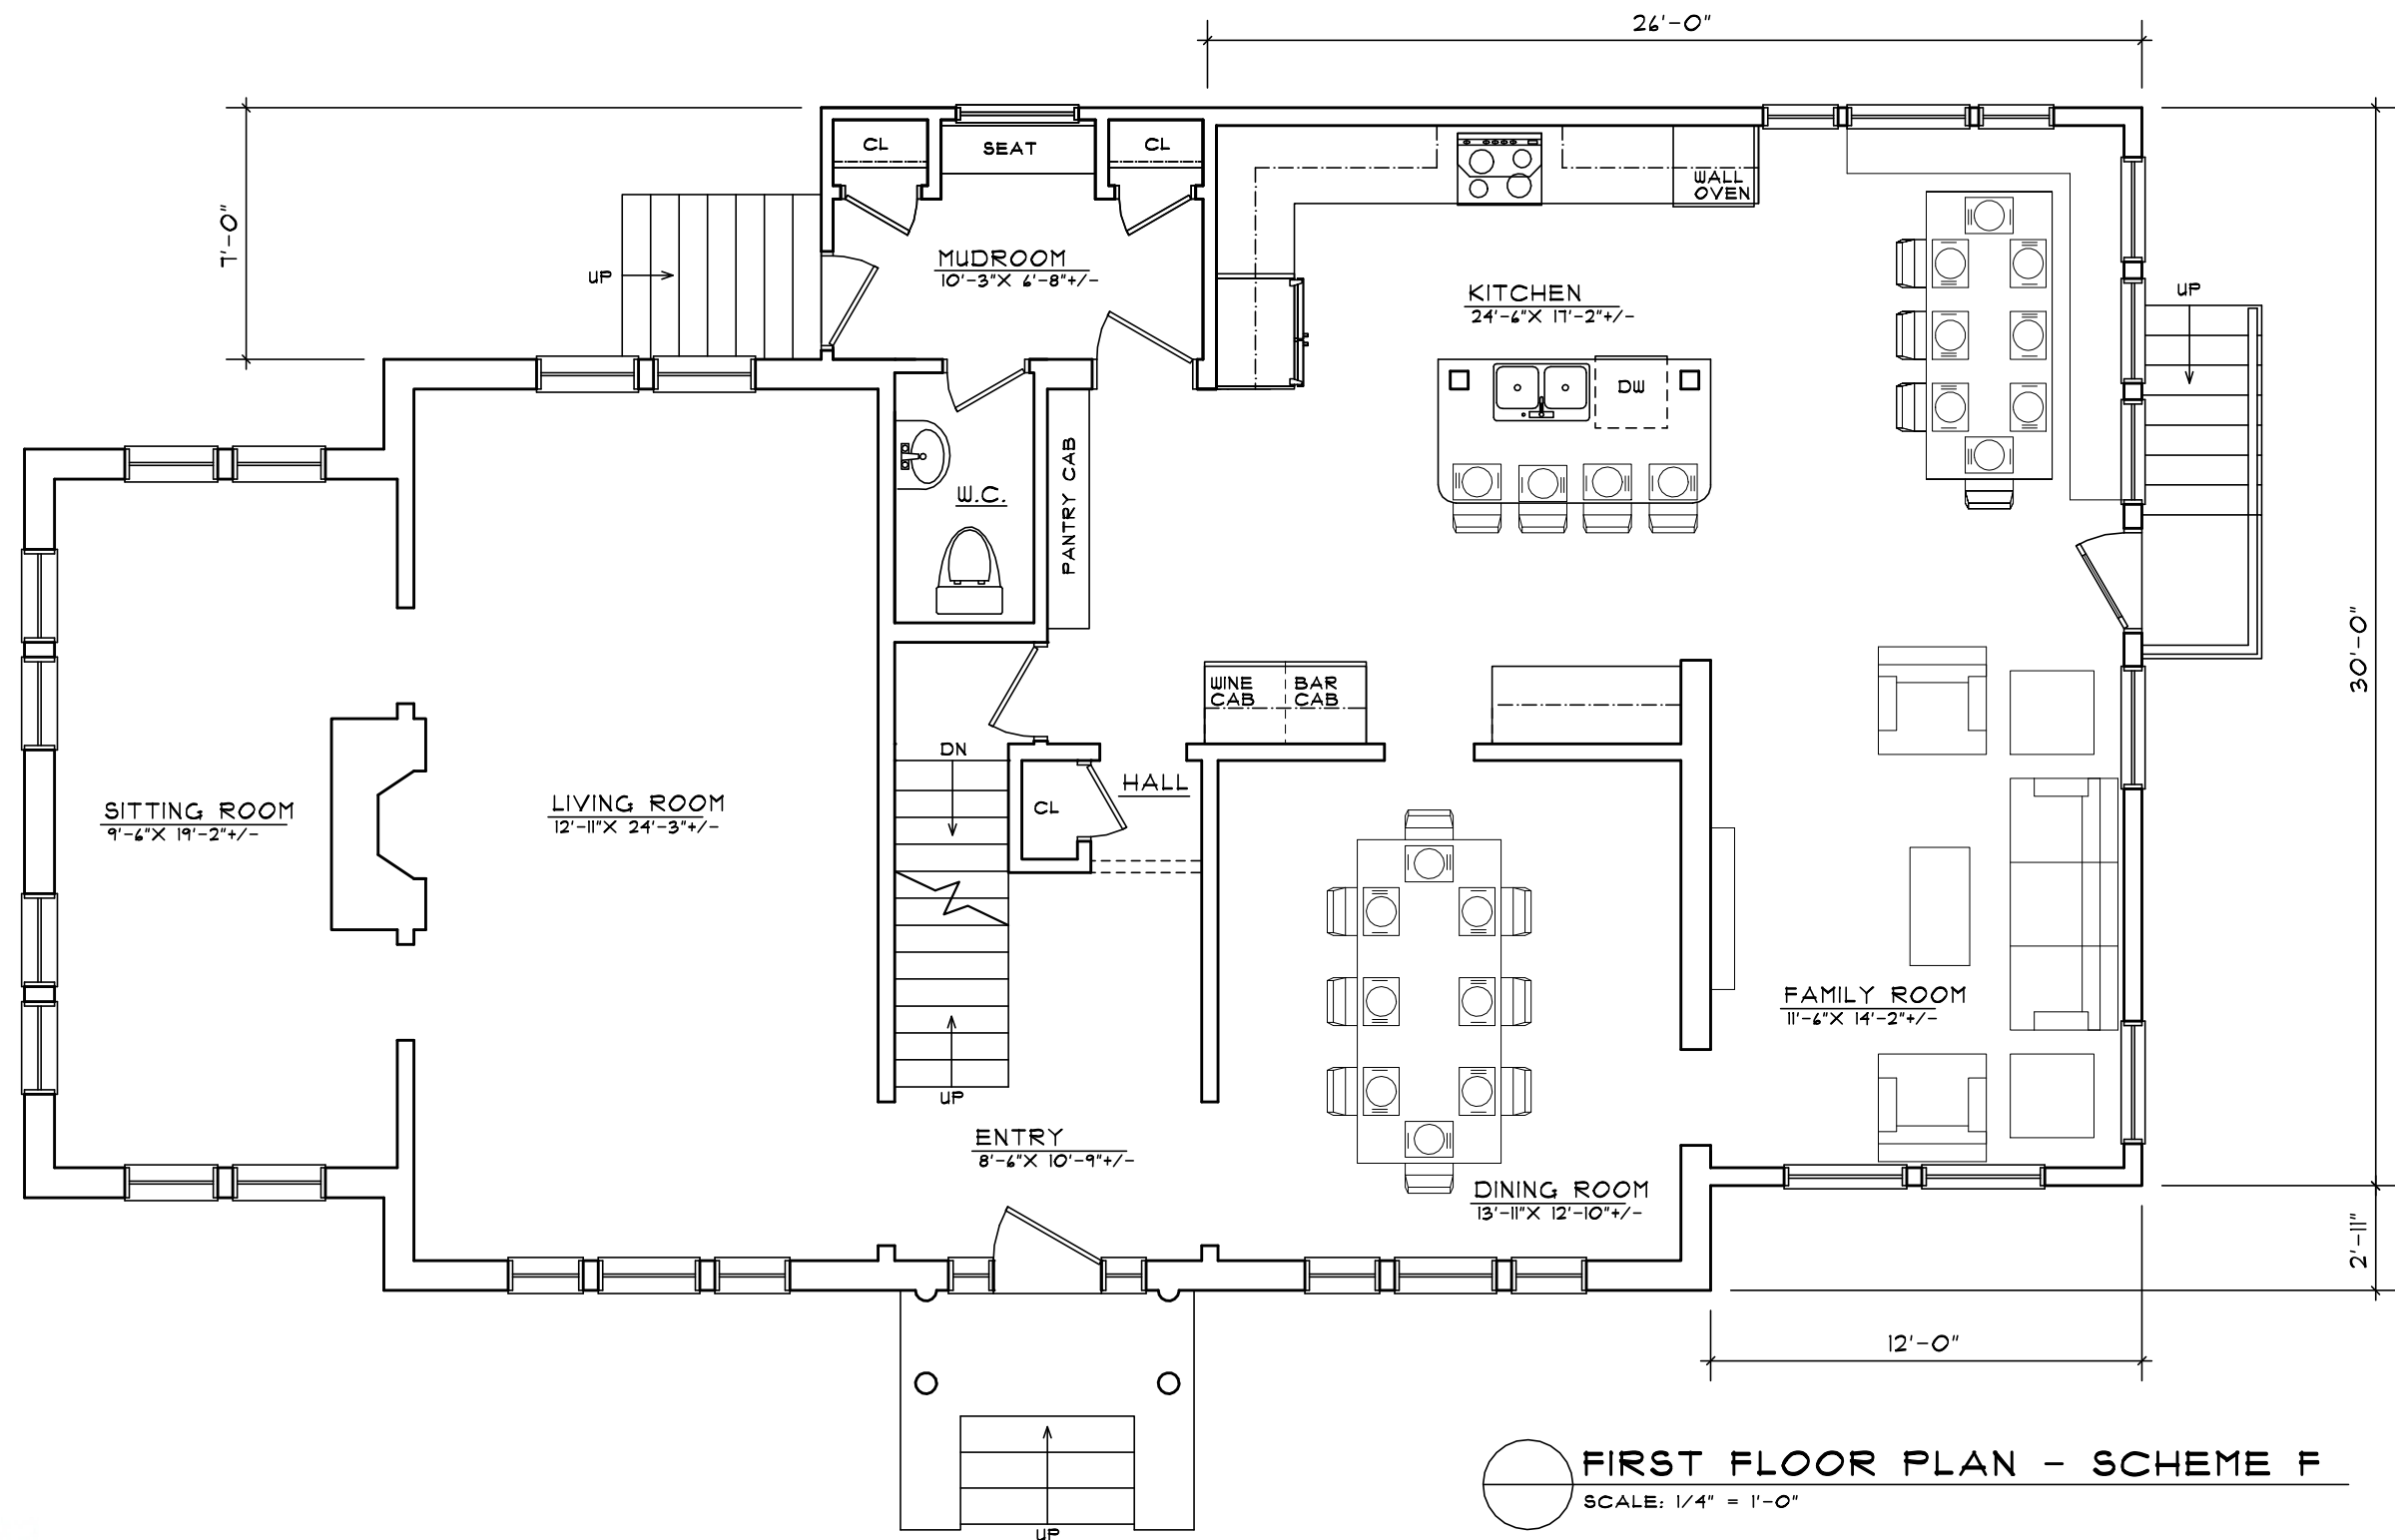 26'-0"
CL
SEAT
CL
WALL
OVEN
7'-0"
MUDROOM
10'-3"X 6'-8"+/-
UP
KITCHEN
24'-6"X 17'-2"+/-
UP
DW
W.C.
PANTRY CAB
30'-0"
WINE
CAB
BAR
CAB
DN
HALL
CL
SITTING ROOM
9'-6"X 19'-2"+/-
LIVING ROOM
12'-11"X 24'-3"+/-
FAMILY ROOM
11'-6"X 14'-2"+/-
UP
ENTRY
8'-6"X 10'-9"+/-
DINING ROOM
13'-11"X 12'-10"+/-
2'-11"
12'-0"
FIRST FLOOR PLAN - SCHEME F
SCALE: 1/4" = 1'-0"
UP